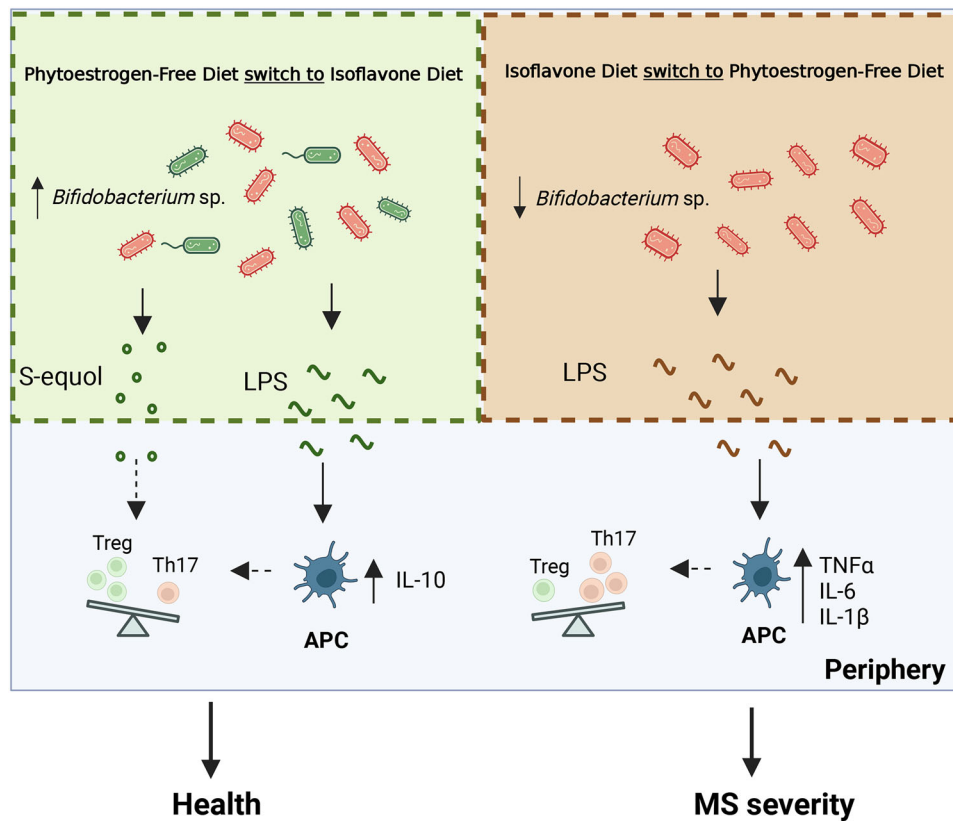 Phytoestrogen-Free Diet switch to Isoflavone Diet
Bifidobacterium sp.
S-equol
LPS
Treg
Th17
IL-10
APC
Health
Isoflavone Diet switch to Phytoestrogen-Free Diet
Bifidobacterium sp.
LPS
Th17
Treg
TNFα
IL-6
IL-1β
APC
Periphery
MS severity